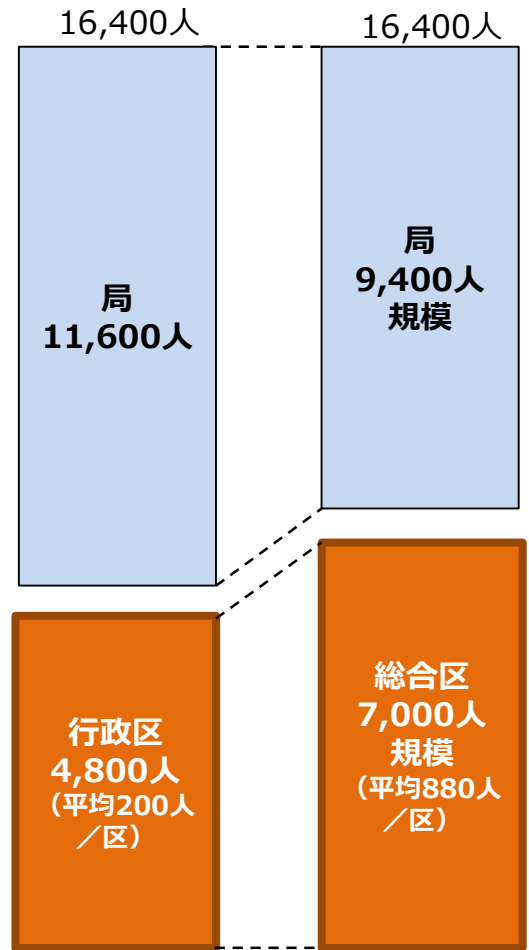 16,400人
局
11,600人
行政区
4,800人
（平均200人
／区）
16,400人
局
9,400人
規模
総合区
7,000人
規模
（平均880人
／区）